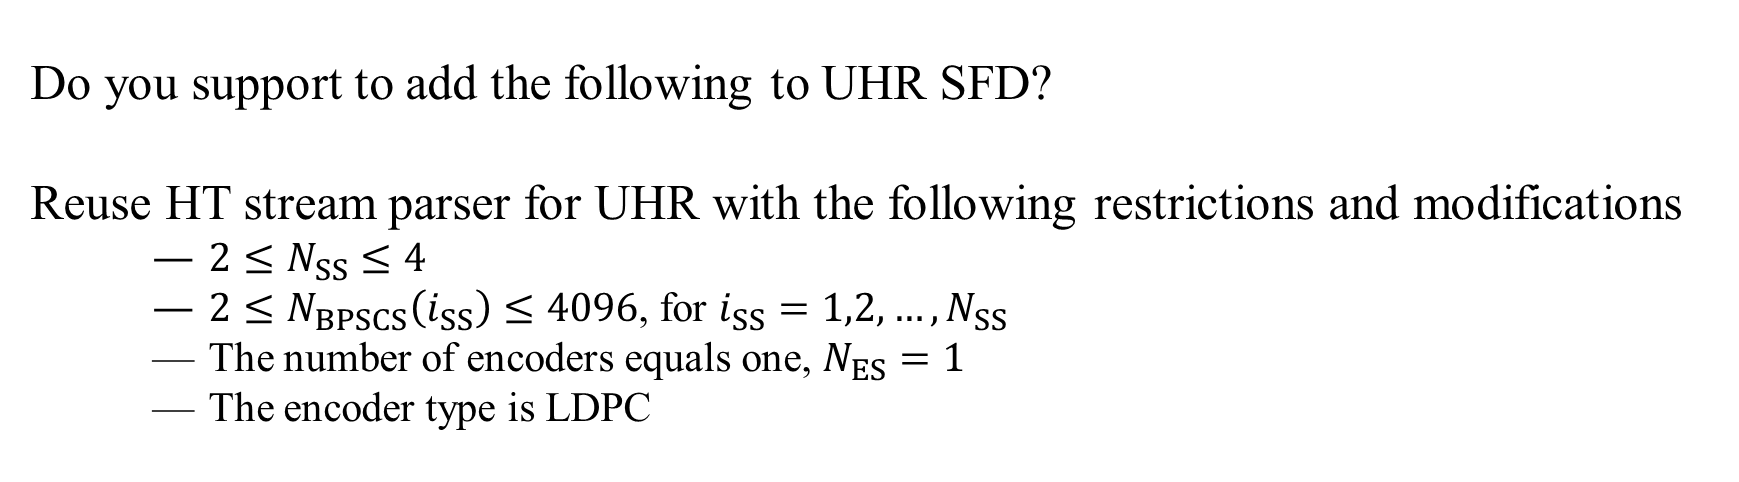 Do you support to add the following to UHR SFD?
Reuse HT stream parser for UHR with the following restrictions and modifications
— 2 ≤ N_SS ≤ 4
— 2 ≤ N_BPSCS(i_SS) ≤ 4096, for i_SS = 1,2, … , N_SS
— The number of encoders equals one, N_ES = 1
— The encoder type is LDPC